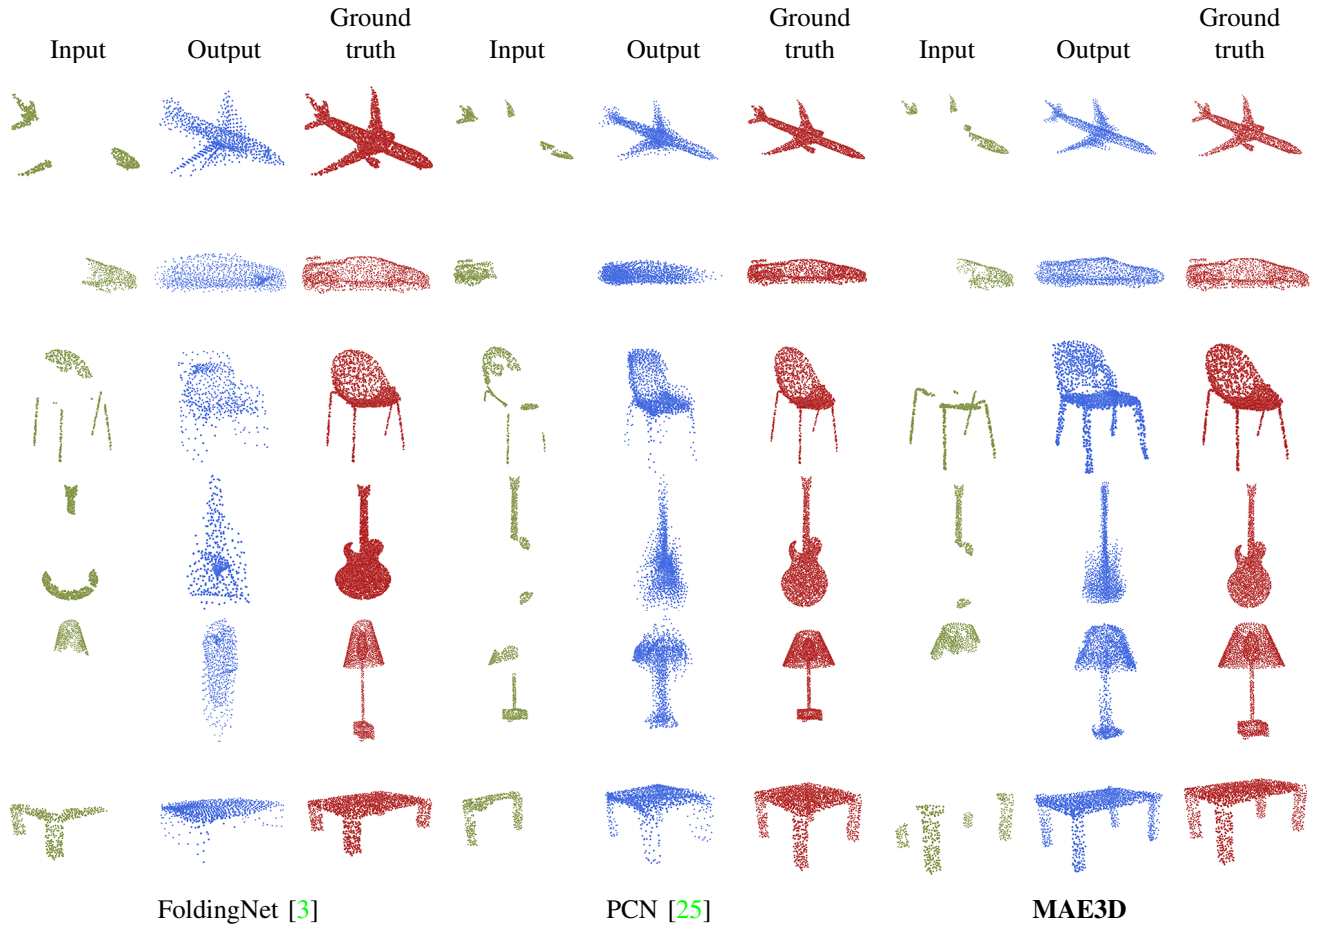 Ground Ground Ground
Input Output truth Input Output truth Input Output truth
FoldingNet [3] PCN [25] MAE3D